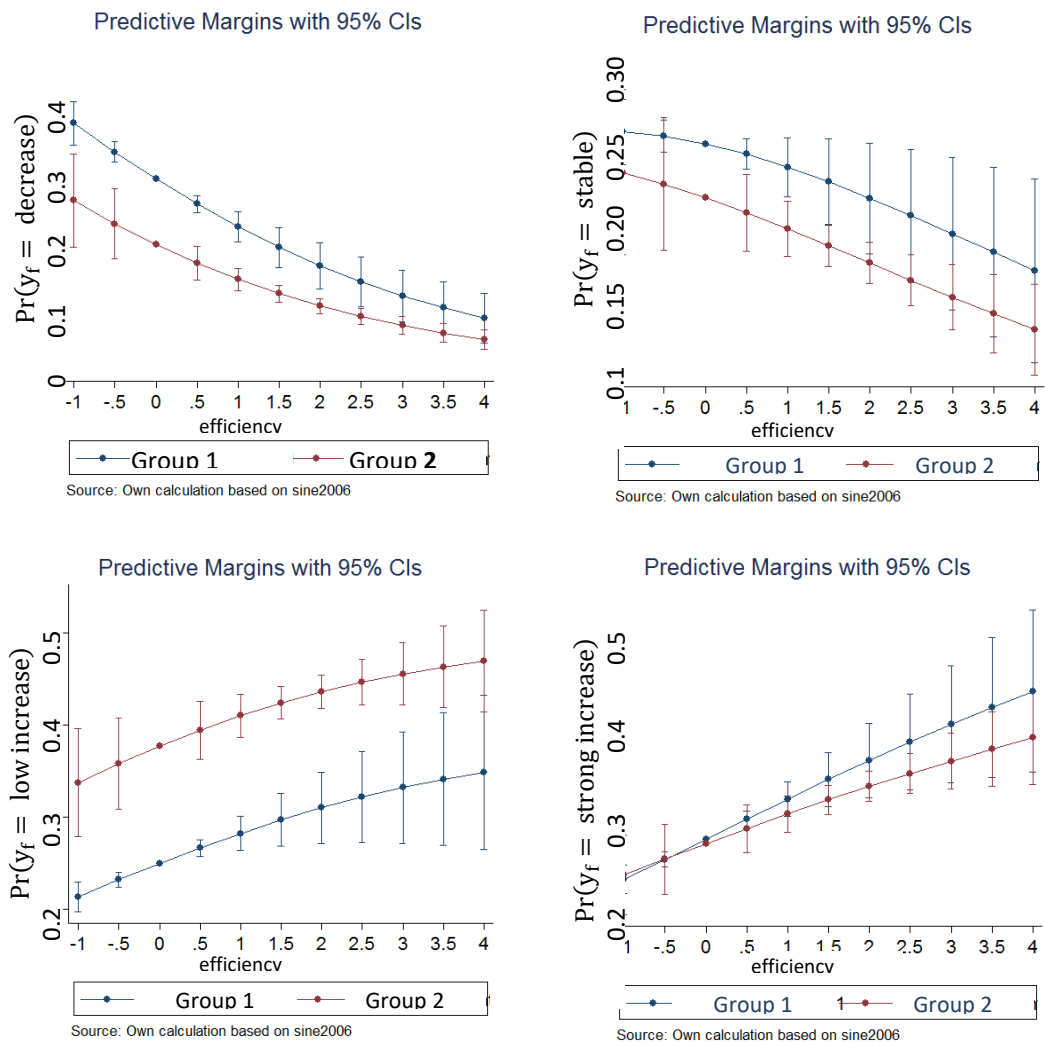 Predictive Margins with 95% CIs
Pr(y_f = decrease)
0.4
0.3
0.2
0.1
0
-1 -.5 0 .5 1 1.5 2 2.5 3 3.5 4
efficiency
Group 1 Group 2
Source: Own calculation based on sine2006
Predictive Margins with 95% CIs
Pr(y_f = stable)
0.30
0.25
0.20
0.15
0.1
1 -.5 0 .5 1 1.5 2 2.5 3 3.5 4
efficiency
Group 1 Group 2
Source: Own calculation based on sine2006
Predictive Margins with 95% CIs
Pr(y_f = low increase)
0.5
0.4
0.3
0.2
-1 -.5 0 .5 1 1.5 2 2.5 3 3.5 4
efficiency
Group 1 Group 2
Source: Own calculation based on sine2006
Predictive Margins with 95% CIs
Pr(y_f = strong increase)
0.5
0.4
0.3
0.2
1 -.5 0 .5 1 1.5 2 2.5 3 3.5 4
efficiency
Group 1 1 Group 2
Source: Own calculation based on sine2006